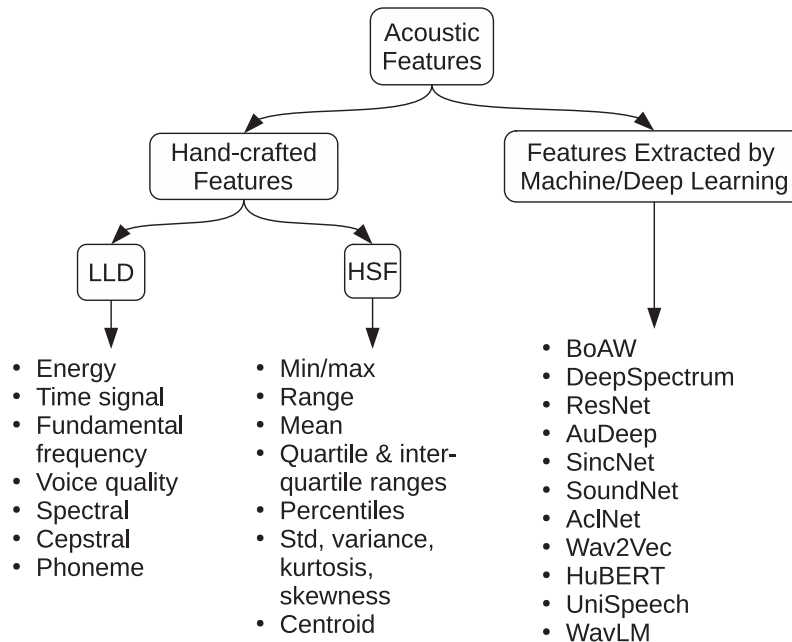 Acoustic
Features
Hand-crafted
Features
Features Extracted by
Machine/Deep Learning
LLD
HSF
• Energy
• Time signal
• Fundamental
frequency
• Voice quality
• Spectral
• Cepstral
• Phoneme
• Min/max
• Range
• Mean
• Quartile & inter-
quartile ranges
• Percentiles
• Std, variance,
kurtosis,
skewness
• Centroid
• BoAW
• DeepSpectrum
• ResNet
• AuDeep
• SincNet
• SoundNet
• AclNet
• Wav2Vec
• HuBERT
• UniSpeech
• WavLM